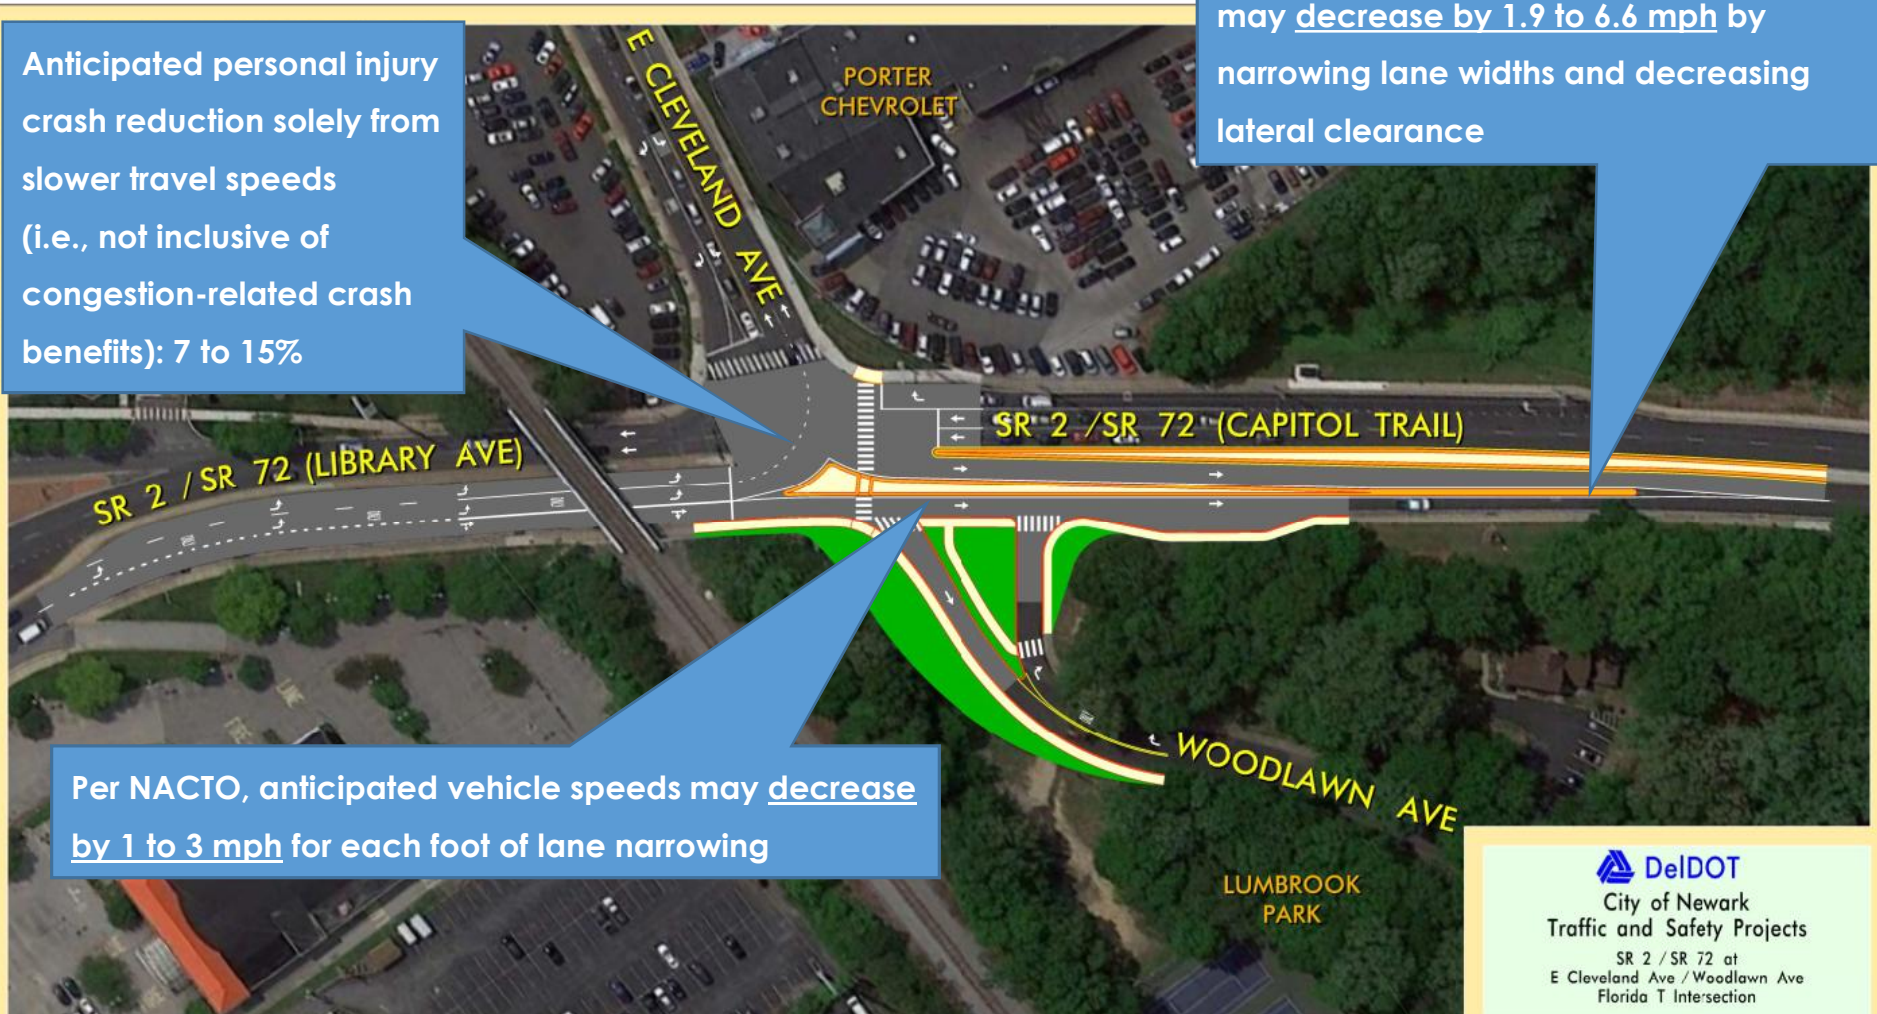 may decrease by 1.9 to 6.6 mph by
narrowing lane widths and decreasing
lateral clearance
Anticipated personal injury
crash reduction solely from
slower travel speeds
(i.e., not inclusive of
congestion-related crash
benefits): 7 to 15%
E CLEVELAND AVE
PORTER
CHEVROLET
SR 2 / SR 72 (LIBRARY AVE)
SR 2 / SR 72 (CAPITOL TRAIL)
Per NACTO, anticipated vehicle speeds may decrease
by 1 to 3 mph for each foot of lane narrowing
WOODLAWN AVE
LUMBROOK
PARK
DelDOT
City of Newark
Traffic and Safety Projects
SR 2 / SR 72 at
E Cleveland Ave / Woodlawn Ave
Florida T Intersection